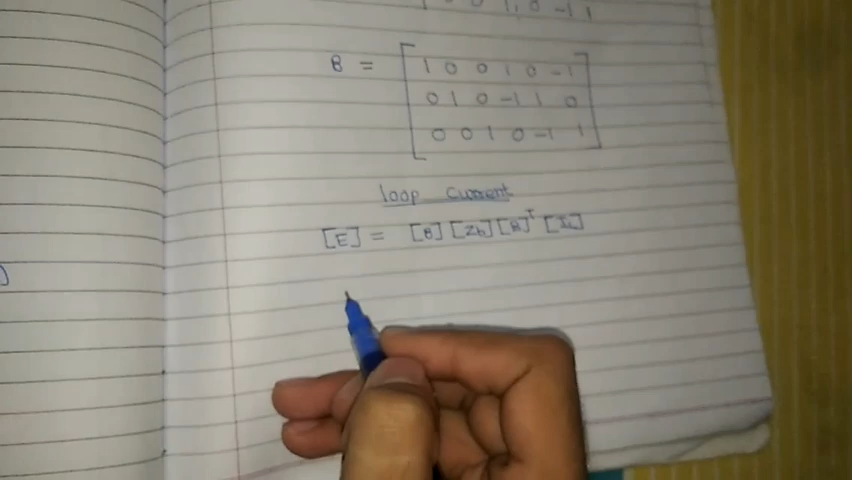 B = [ 1 0 0 1 0 -1
0 1 0 -1 1 0
0 0 1 0 -1 1 ]
loop current
[E] = [B] [Zb] [B]ᵀ [IL]